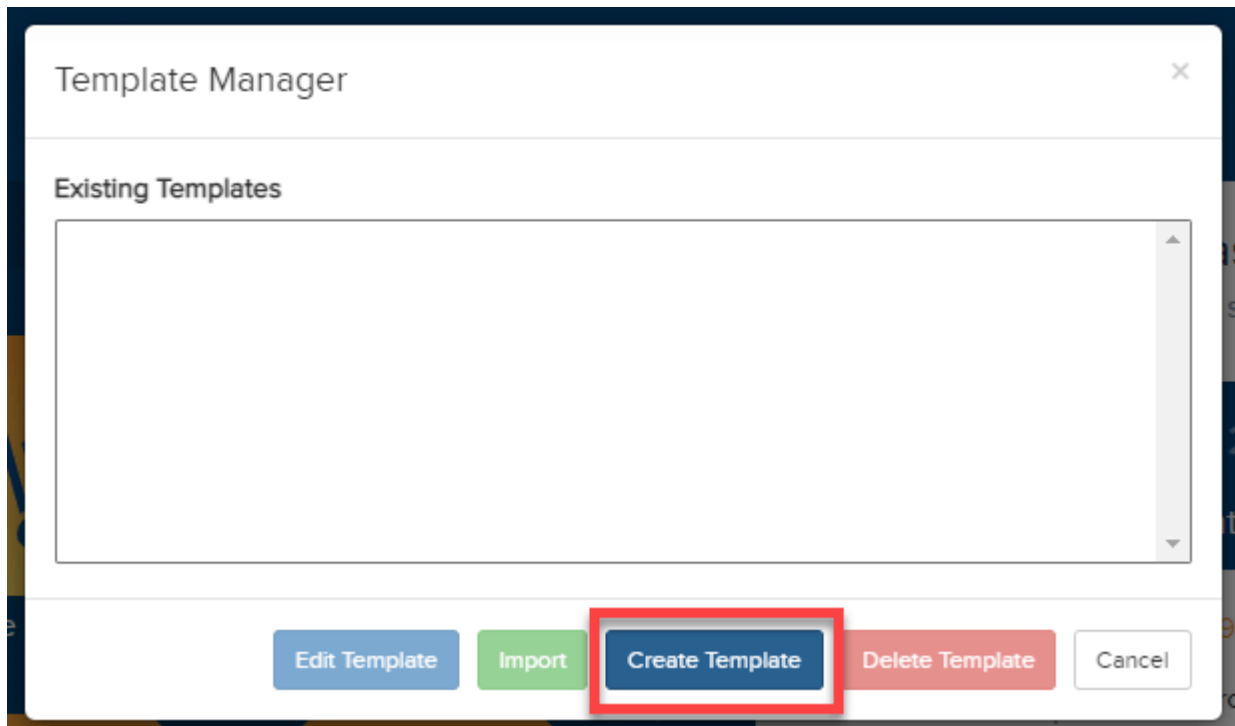 Template Manager
×
Existing Templates
Edit Template
Import
Create Template
Delete Template
Cancel